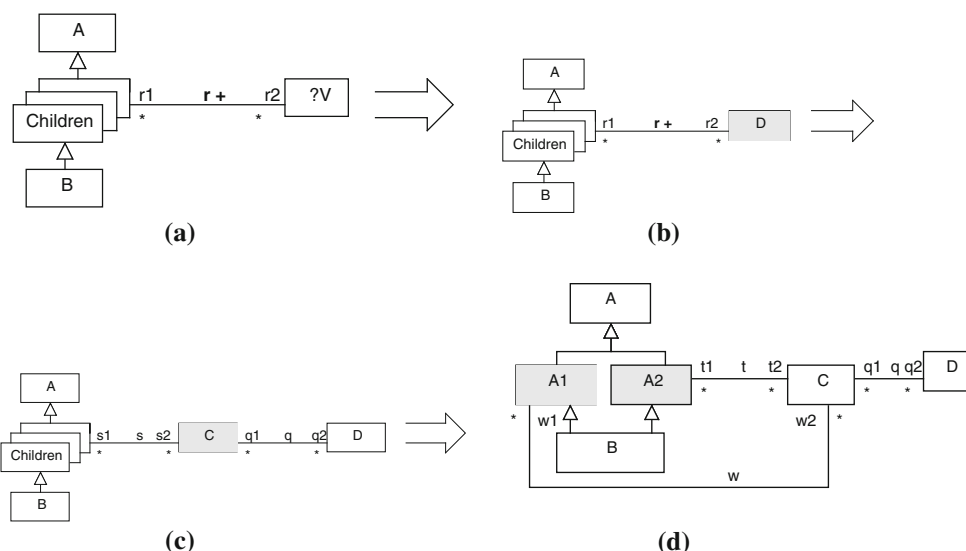 A
r1 r + r2 ?V
* *
Children
B
(a)
A
r1 r + r2 D
* *
Children
B
(b)
A
s1 s s2 C q1 q q2 D
* * * *
Children
B
(c)
A
A1 A2 t1 t t2 C q1 q q2 D
* * * *
* w1 w2 *
B
w
(d)